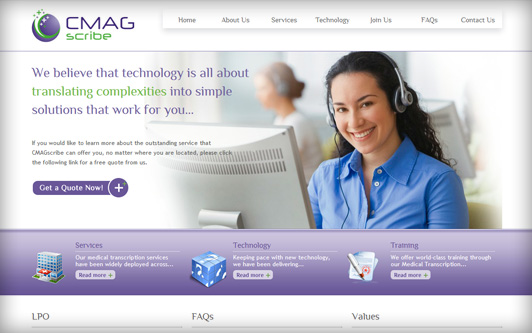 CMAG
scribe
Home About Us Services Technology Join Us FAQs Contact Us
We believe that technology is all about
translating complexities into simple
solutions that work for you...
If you would like to learn more about the outstanding service that
CMAGscribe can offer you, no matter where you are located, please click
the following link for a free quote from us.
Get a Quote Now!
Services
Our medical transcription services
have been widely deployed across...
Read more
Technology
Keeping pace with new technology,
we have been delivering...
Read more
Training
We offer world-class training through
our Medical Transcription...
Read more
LPO
FAQs
Values